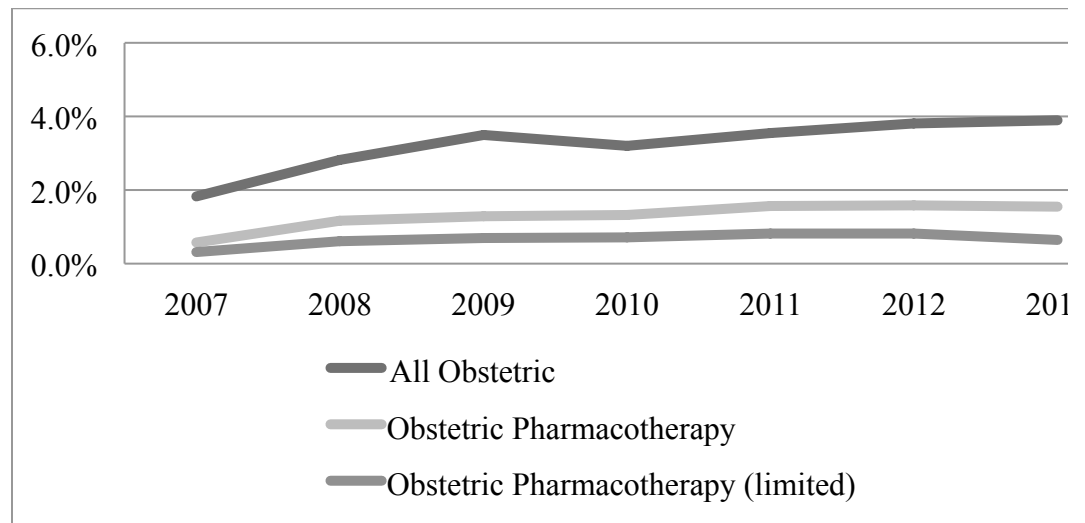 6.0%
4.0%
2.0%
0.0%
2007 2008 2009 2010 2011 2012 201
All Obstetric
Obstetric Pharmacotherapy
Obstetric Pharmacotherapy (limited)